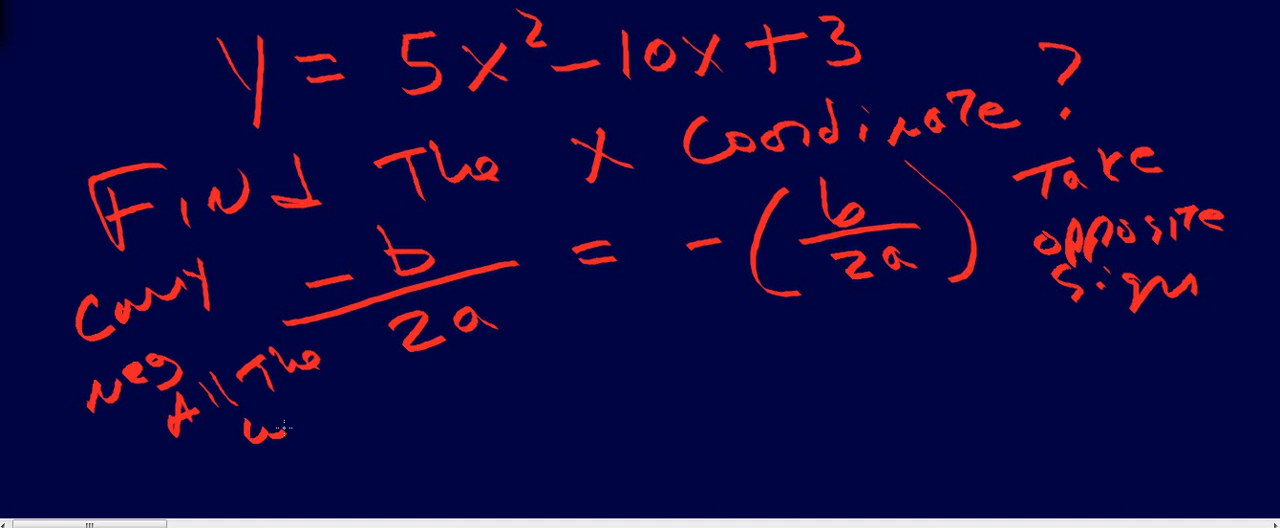 y = 5x² - 10x + 3
Find The x Coordinate?
-b/2a = -(b/2a)
Take
opposite
Sign
Carry
Neg
All The
w